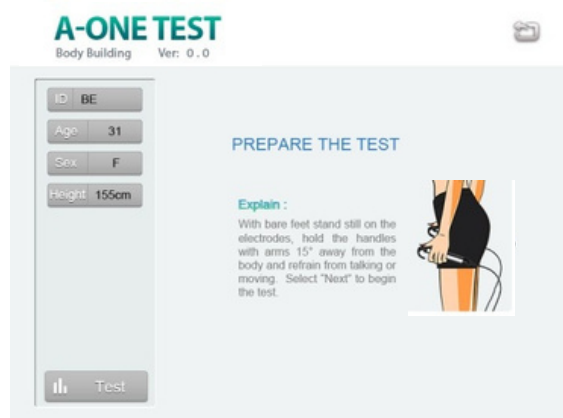 A-ONE TEST
Body Building Ver: 0.0
ID BE
Age 31
Sex F
Height 155cm
PREPARE THE TEST
Explain :
With bare feet stand still on the
electrodes, hold the handles
with arms 15° away from the
body and refrain from talking or
moving. Select "Next" to begin
the test.
Test